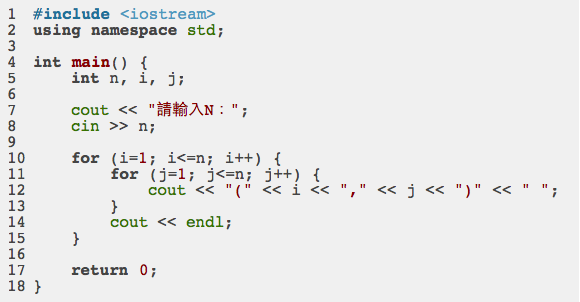 1 #include <iostream>
2 using namespace std;
3
4 int main() {
5     int n, i, j;
6
7     cout << "請輸入N：";
8     cin >> n;
9
10     for (i=1; i<=n; i++) {
11         for (j=1; j<=n; j++) {
12             cout << "(" << i << "," << j << ")" << " ";
13         }
14         cout << endl;
15     }
16
17     return 0;
18 }